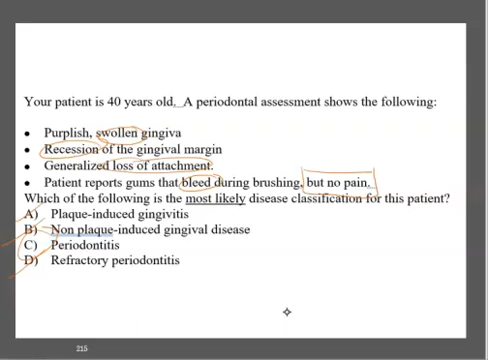 Your patient is 40 years old. A periodontal assessment shows the following:
• Purplish, swollen gingiva
• Recession of the gingival margin
• Generalized loss of attachment.
• Patient reports gums that bleed during brushing, but no pain.
Which of the following is the most likely disease classification for this patient?
A) Plaque-induced gingivitis
B) Non plaque-induced gingival disease
C) Periodontitis
D) Refractory periodontitis
215